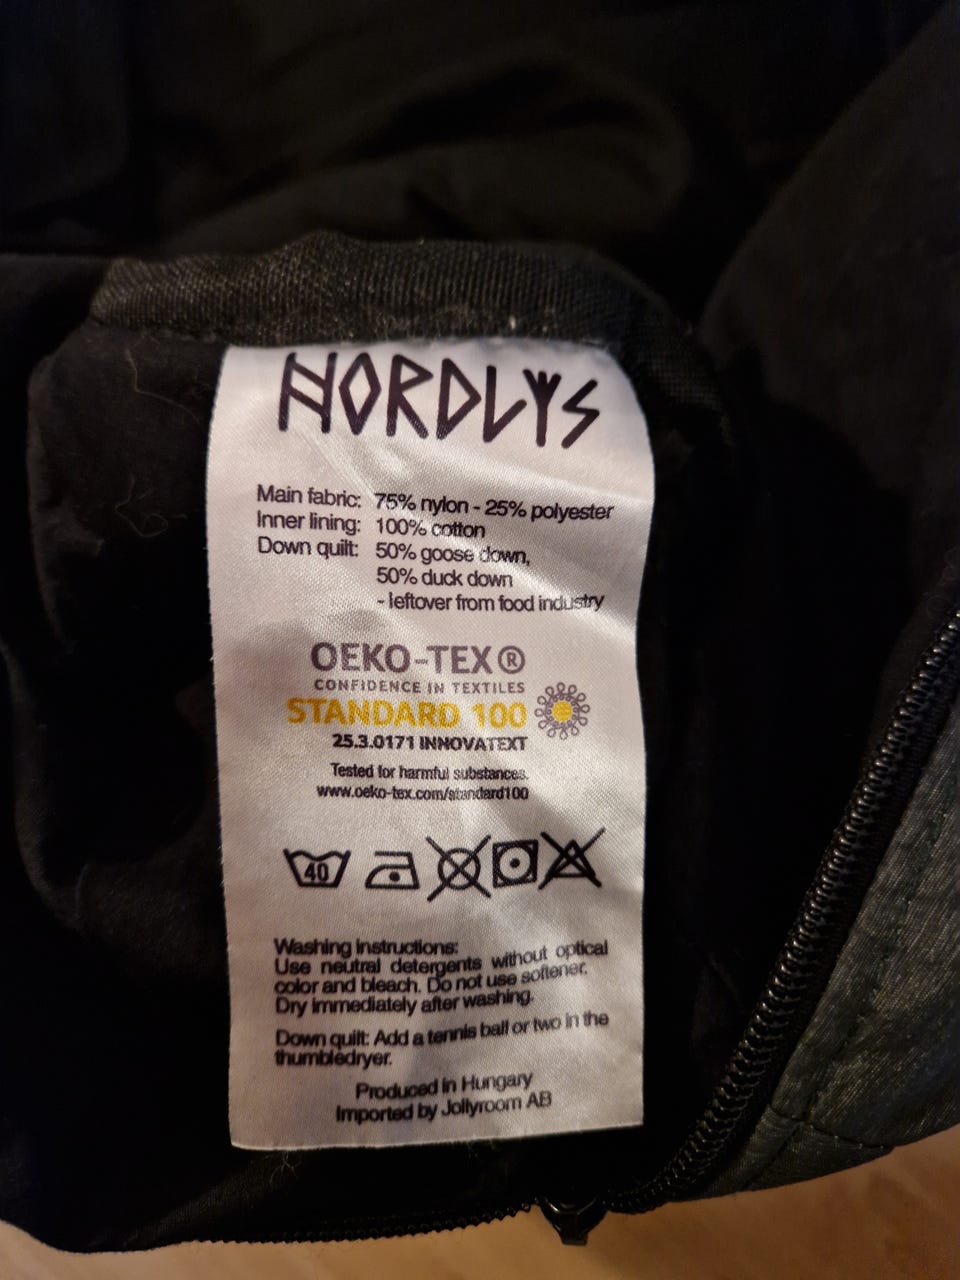 NORDLYS
Main fabric: 75% nylon - 25% polyester
Inner lining: 100% cotton
Down quilt: 50% goose down,
50% duck down
- leftover from food industry
OEKO-TEX®
CONFIDENCE IN TEXTILES
STANDARD 100
25.3.0171 INNOVATEXT
Tested for harmful substances.
www.oeko-tex.com/standard100
40
Washing instructions:
Use neutral detergents without optical
color and bleach. Do not use softener.
Dry immediately after washing.
Down quilt: Add a tennis ball or two in the
thumbledryer.
Produced in Hungary
Imported by Jollyroom AB